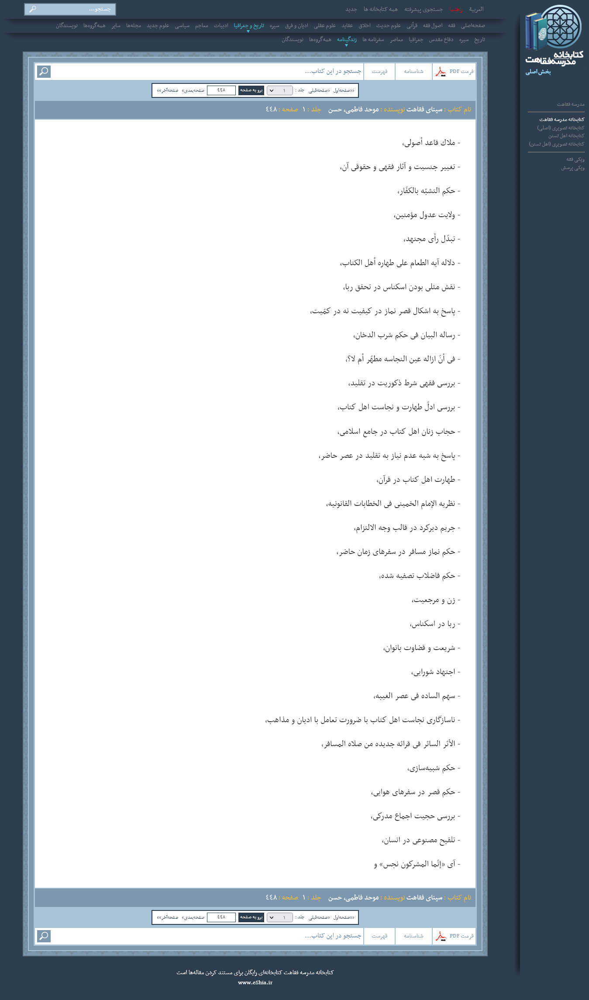 العربیة راهنما جستجوی پیشرفته همه کتابخانه ها جدید
جستجو...
صفحه‌اصلی فقه اصول فقه قرآنی علوم حدیث اخلاق عقاید علوم عقلی ادیان و فرق سیره تاریخ و جغرافیا ادبیات معاجم سیاسی علوم جدید مجله‌ها سایر همه‌گروه‌ها نویسندگان
تاریخ سیره دفاع مقدس جغرافیا معاصر سفرنامه ها زندگینامه همه‌گروه‌ها نویسندگان
کتابخانه
مدرسه‌فقاهت
بخش اصلی
مدرسه فقاهت
کتابخانه مدرسه فقاهت
کتابخانه تصویری (اصلی)
کتابخانه اهل تسنن
کتابخانه تصویری (اهل تسنن)
ویکی فقه
ویکی پرسش
فرمت PDF شناسنامه فهرست جستجو در این کتاب...
««صفحه‌اول «صفحه‌قبلی جلد : ۱ برو به صفحه ٤٤٨ صفحه‌بعدی» صفحه‌آخر»»
نام کتاب : سینای فقاهت نویسنده : موحد فاطمی، حسن جلد : ۱ صفحه : ٤٤٨
- ملاك قاعد أصولی،
- تغییر جنسیت و آثار فقهی و حقوقی آن،
- حکم التشبّه بالکفّار،
- ولایت عدول مؤمنین،
- تبدّل رأی مجتهد،
- دلاله آیه الطعام علی طهاره أهل الکتاب،
- نقش مثلی بودن اسکناس در تحقق ربا،
- پاسخ به اشکال قصر نماز در کیفیت نه در کمّیت،
- رساله البیان فی حکم شرب الدخان،
- فی أنّ ازاله عین النجاسه مطهّر أم لا؟،
- بررسی فقهی شرط ذکوریت در تقلید،
- بررسی ادلّ طهارت و نجاست اهل کتاب،
- حجاب زنان اهل کتاب در جامع اسلامی،
- پاسخ به شبه عدم نیاز به تقلید در عصر حاضر،
- طهارت اهل کتاب در قرآن،
- نظریه الإمام الخمینی فی الخطابات القانونیه،
- جریم دیرکرد در قالب وجه الالتزام،
- حکم نماز مسافر در سفرهای زمان حاضر،
- حکم فاضلاب تصفیه شده،
- زن و مرجعیت،
- ربا در اسکناس،
- شریعت و قضاوت بانوان،
- اجتهاد شورایی،
- سهم الساده فی عصر الغیبه،
- ناسازگاری نجاست اهل کتاب با ضرورت تعامل با ادیان و مذاهب،
- الأثر السائر فی قرائه جدیده من صلاه المسافر،
- حکم شبیه‌سازی،
- حکم قصر در سفرهای هوایی،
- بررسی حجیت اجماع مدرکی،
- تلقیح مصنوعی در انسان،
- آی «إنّما المشرکون نجس» و
نام کتاب : سینای فقاهت نویسنده : موحد فاطمی، حسن جلد : ۱ صفحه : ٤٤٨
««صفحه‌اول «صفحه‌قبلی جلد : ۱ برو به صفحه ٤٤٨ صفحه‌بعدی» صفحه‌آخر»»
فرمت PDF شناسنامه فهرست جستجو در این کتاب...
کتابخانه مدرسه فقاهت کتابخانه‌ای رایگان برای مستند کردن مقاله‌ها است
www.eShia.ir